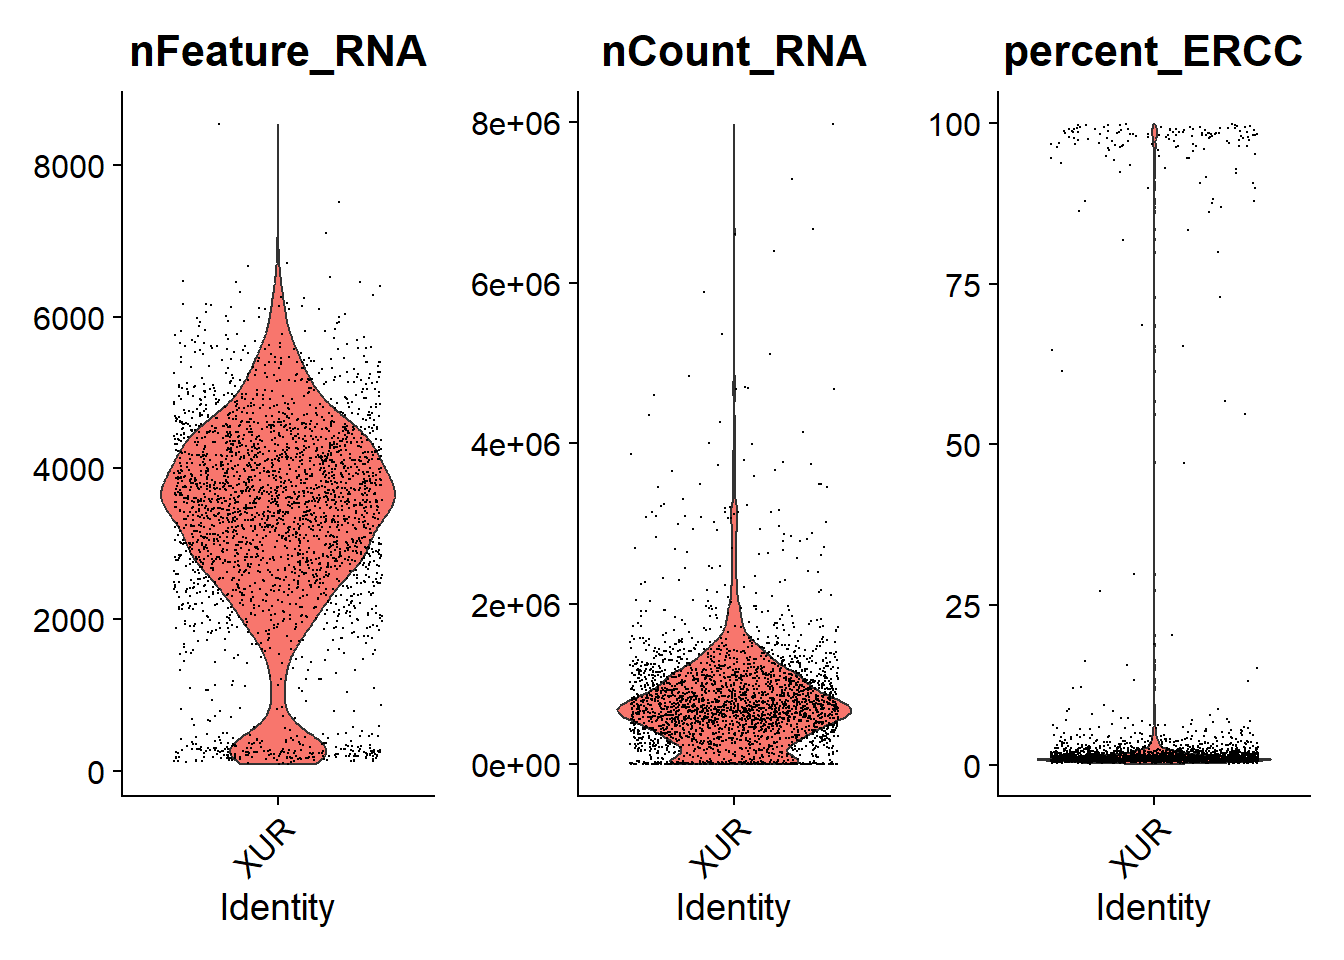 nFeature_RNA
8000
6000
4000
2000
0
XUR
Identity
nCount_RNA
8e+06
6e+06
4e+06
2e+06
0e+00
XUR
Identity
percent_ERCC
100
75
50
25
0
XUR
Identity